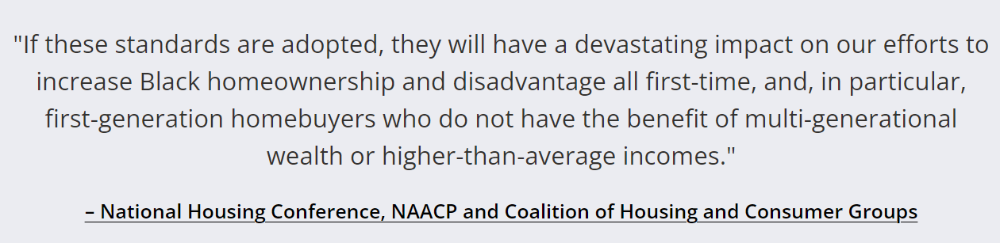 "If these standards are adopted, they will have a devastating impact on our efforts to
increase Black homeownership and disadvantage all first-time, and, in particular,
first-generation homebuyers who do not have the benefit of multi-generational
wealth or higher-than-average incomes."
– National Housing Conference, NAACP and Coalition of Housing and Consumer Groups